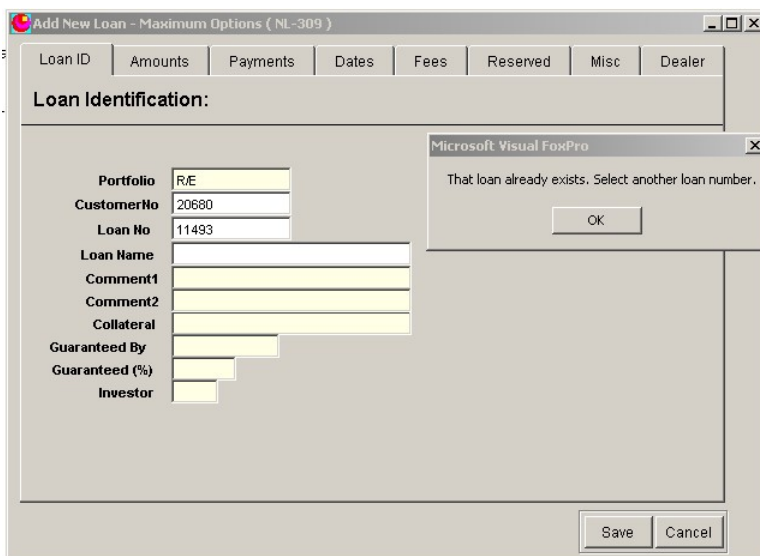 Add New Loan - Maximum Options ( NL-309 )
Loan ID Amounts Payments Dates Fees Reserved Misc Dealer
Loan Identification:
Microsoft Visual FoxPro
That loan already exists. Select another loan number.
OK
Portfolio R/E
CustomerNo 20680
Loan No 11493
Loan Name
Comment1
Comment2
Collateral
Guaranteed By
Guaranteed (%)
Investor
Save Cancel